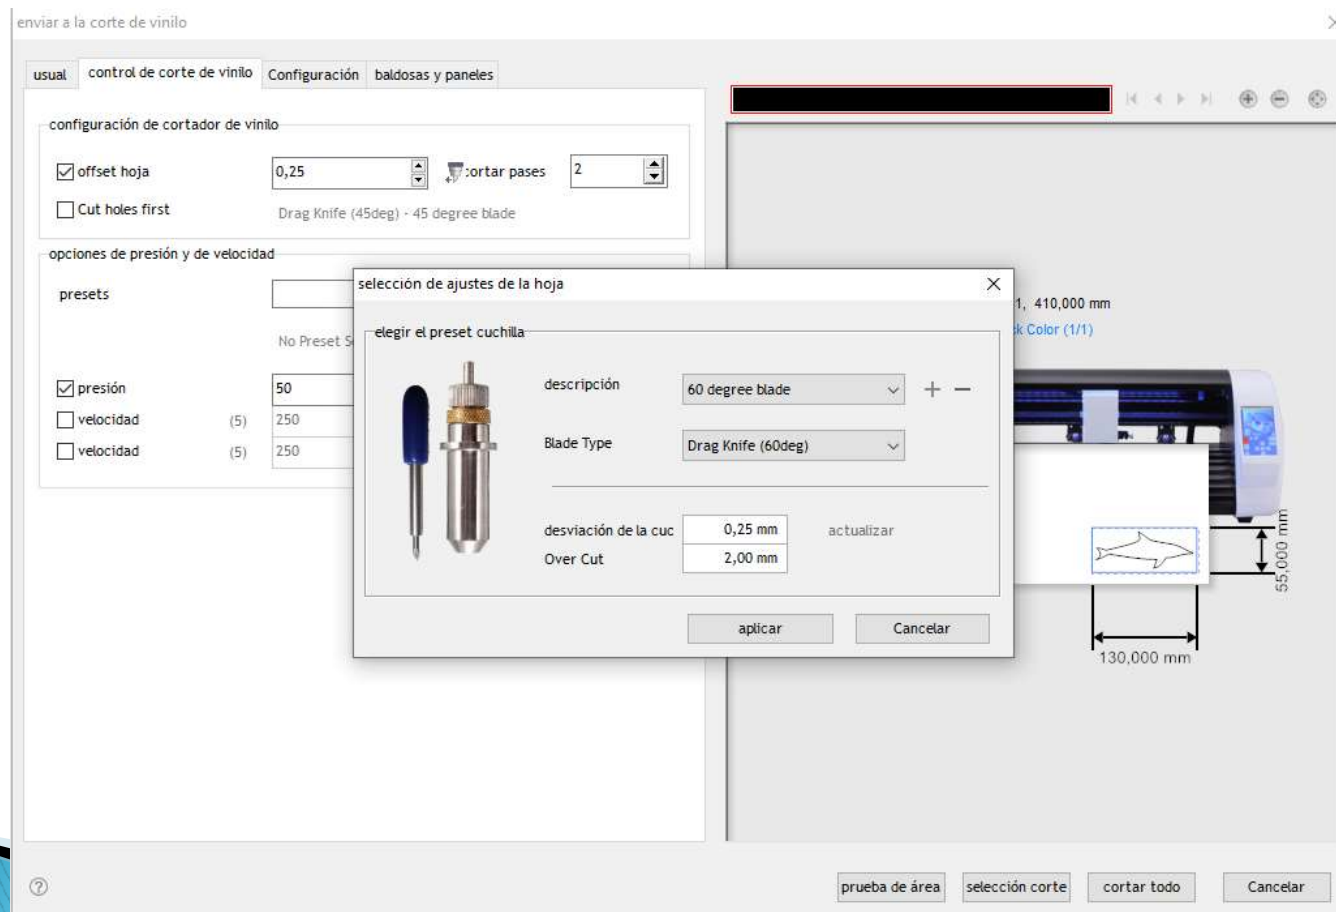 enviar a la corte de vinilo
usual control de corte de vinilo Configuración baldosas y paneles
configuración de cortador de vinilo
offset hoja 0,25 :ortar pases 2
Cut holes first Drag Knife (45deg) - 45 degree blade
opciones de presión y de velocidad
presets
No Preset S
presión 50
velocidad (5) 250
velocidad (5) 250
selección de ajustes de la hoja
elegir el preset cuchilla
descripción 60 degree blade
Blade Type Drag Knife (60deg)
desviación de la cuc 0,25 mm actualizar
Over Cut 2,00 mm
aplicar Cancelar
1, 410,000 mm
k Color (1/1)
55,000 mm
130,000 mm
prueba de área selección corte cortar todo Cancelar